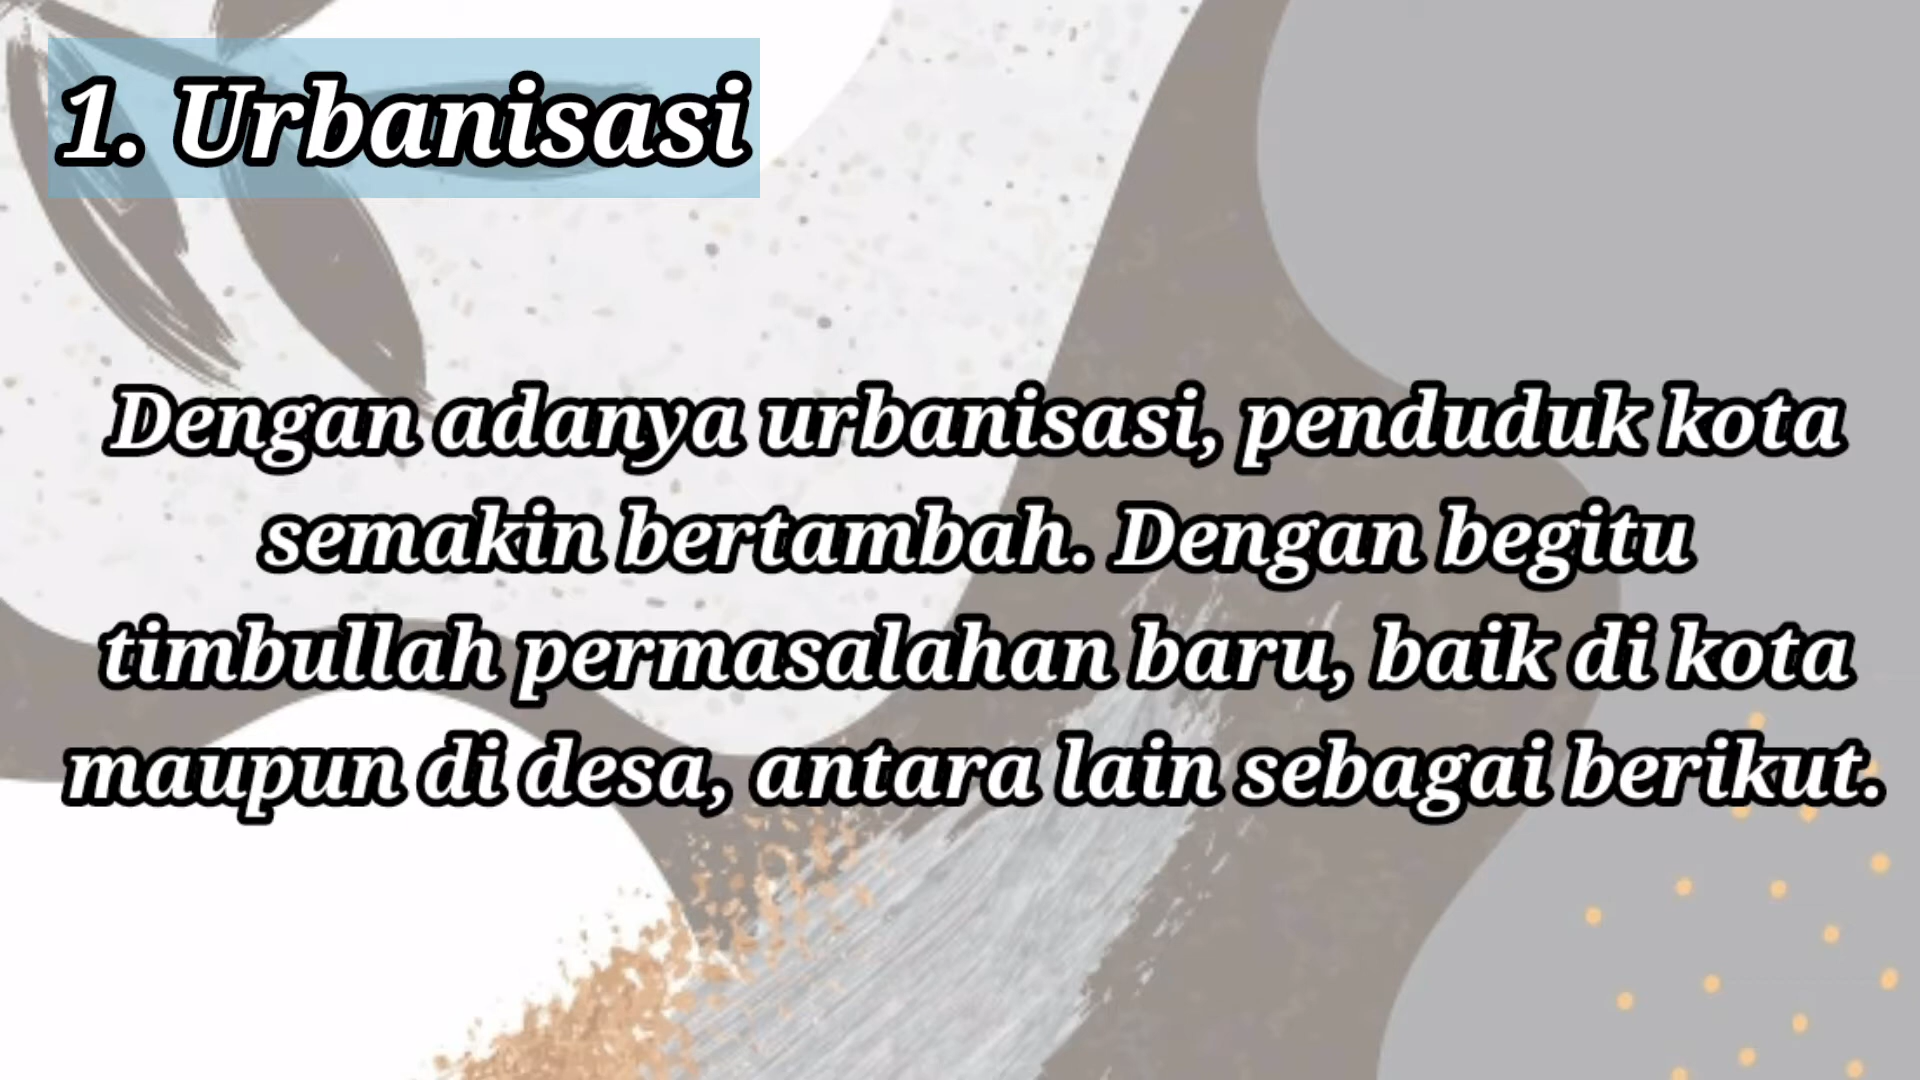 1. Urbanisasi
Dengan adanya urbanisasi, penduduk kota
semakin bertambah. Dengan begitu
timbullah permasalahan baru, baik di kota
maupun di desa, antara lain sebagai berikut.